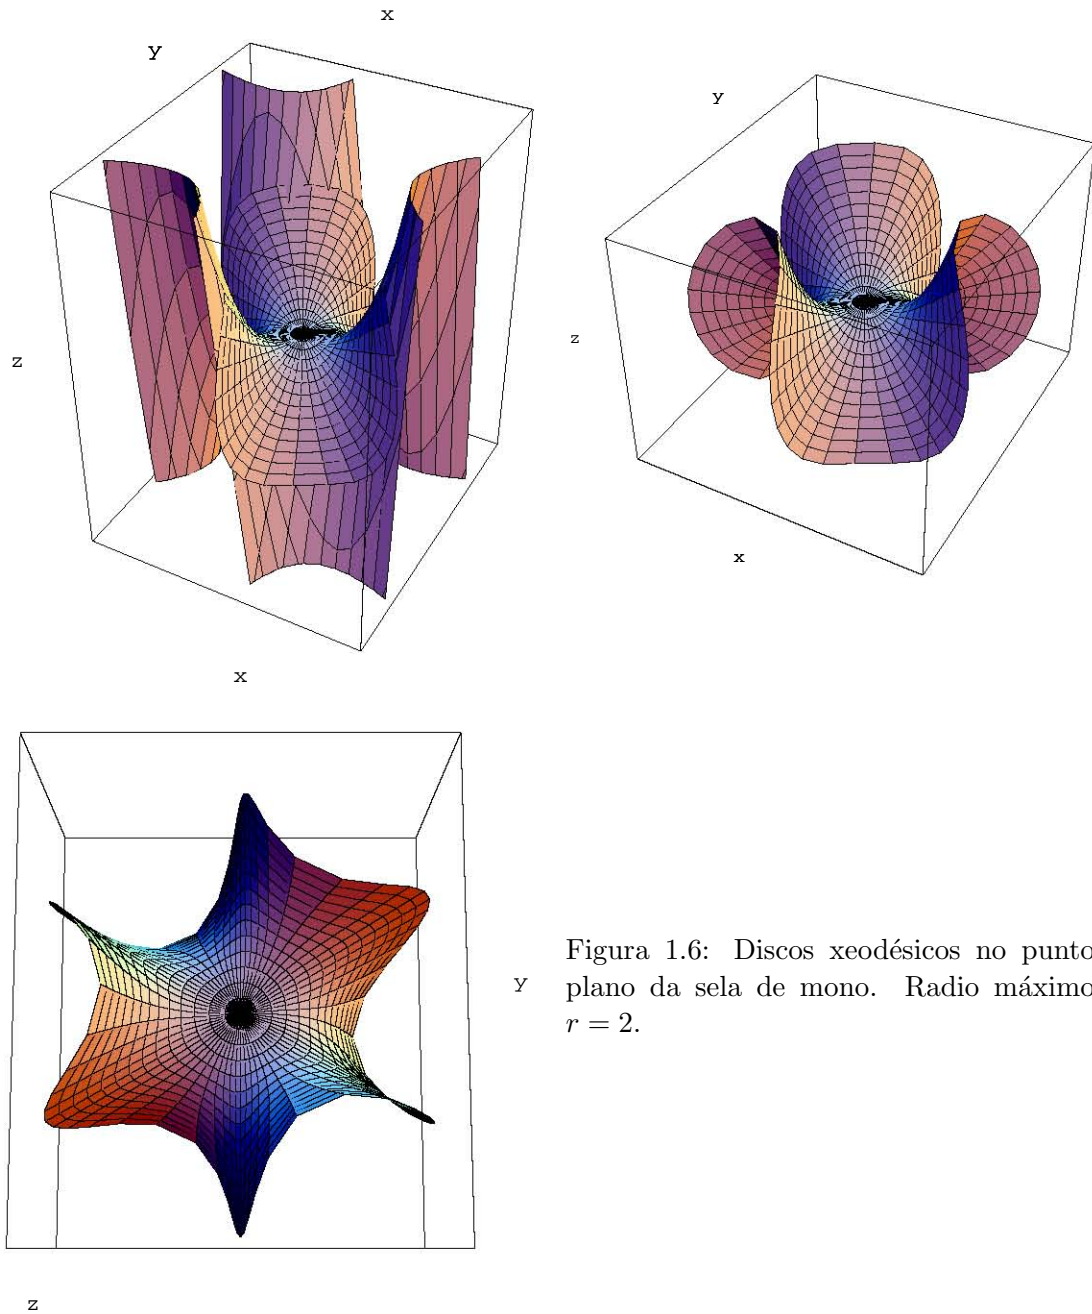 x
y
y
z
z
x
x
Figura 1.6: Discos xeodésicos no punto
y
plano da sela de mono. Radio máximo
r = 2.
z